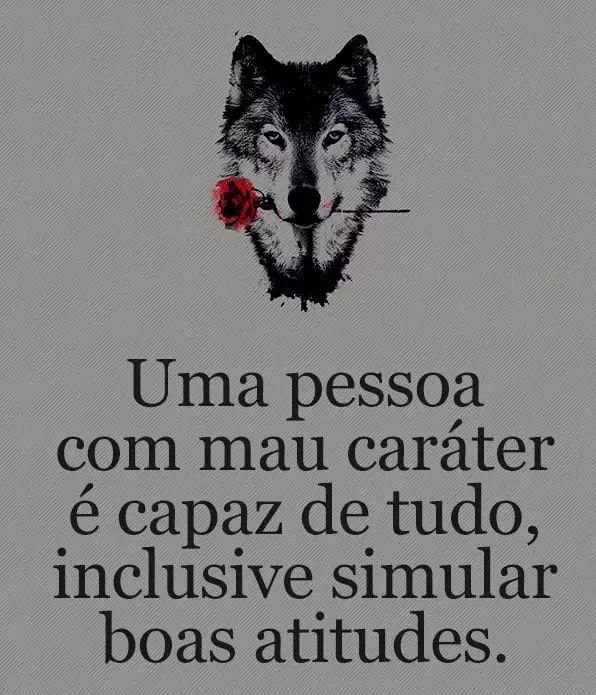 Uma pessoa
com mau caráter
é capaz de tudo,
inclusive simular
boas atitudes.